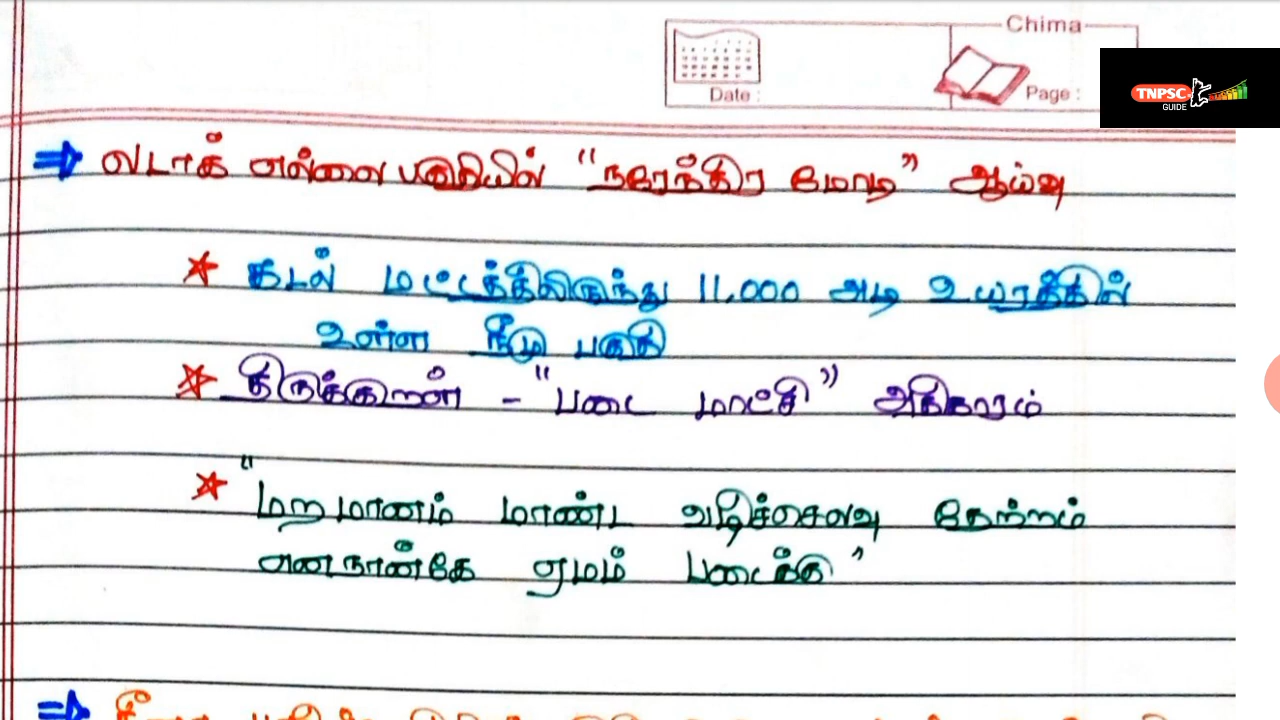 Chima
Date :
Page :
TNPSC
GUIDE
லடாக் எல்லை பகுதியில் "நரேந்திர மோடி" ஆய்வு
கடல் மட்டத்திலிருந்து 11,000 அடி உயரத்தில்
உள்ள நீமு பகுதி
திருக்குறள் - "படை மாட்சி" அதிகாரம்
"மறமானம் மாண்ட வழிச்செலவு தேற்றம்
எனநான்கே ஏமம் படைக்கு"